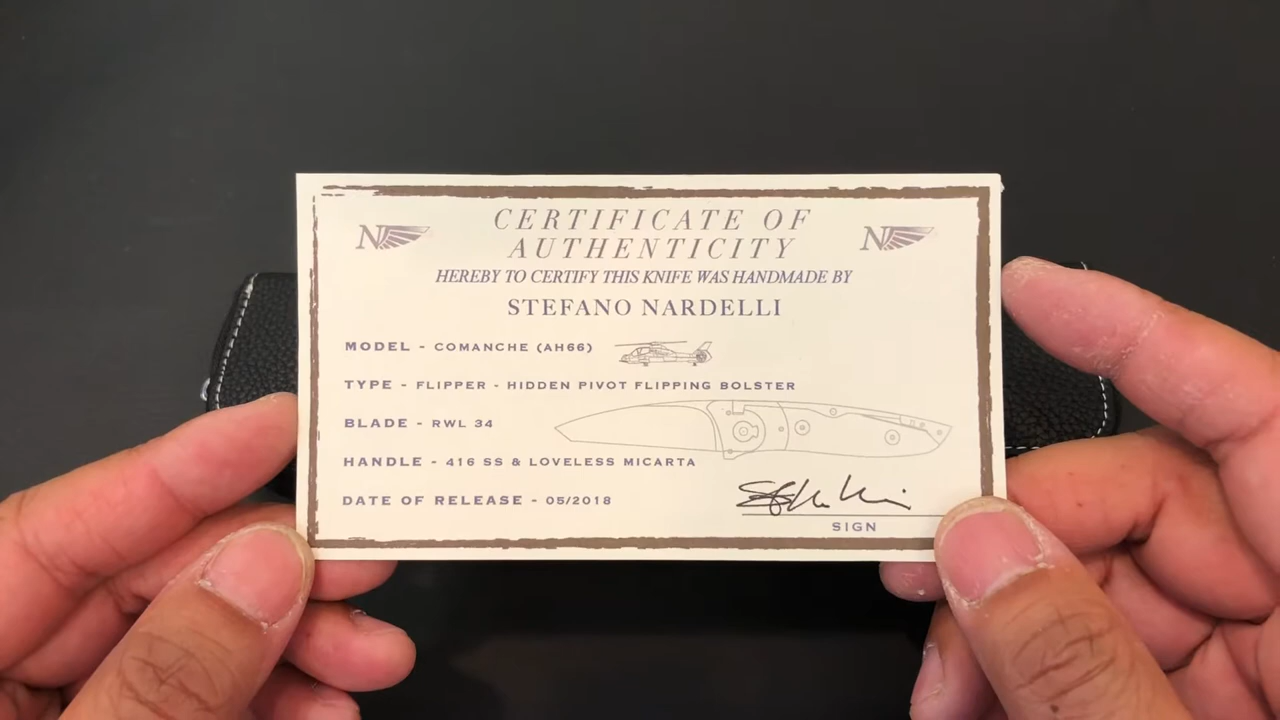 CERTIFICATE OF
AUTHENTICITY
HEREBY TO CERTIFY THIS KNIFE WAS HANDMADE BY
STEFANO NARDELLI
MODEL - COMANCHE (AH66)
TYPE - FLIPPER - HIDDEN PIVOT FLIPPING BOLSTER
BLADE - RWL 34
HANDLE - 416 SS & LOVELESS MICARTA
DATE OF RELEASE - 05/2018
SIGN